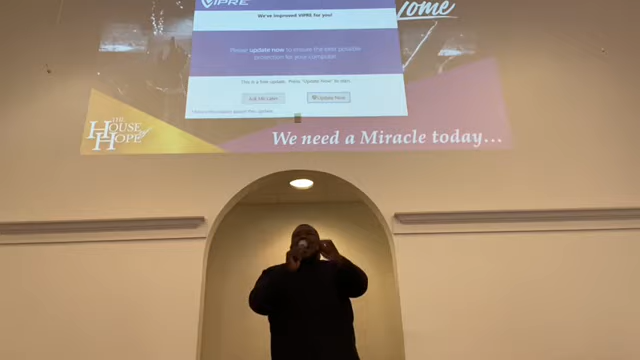 VIPRE
ome
We've improved VIPRE for you!
Please update now to ensure the best possible
protection for your computer.
This is a free update. Press "Update Now" to start.
Ask Me Later
Update Now
THE
HOUSE
HOPE
We need a Miracle today...